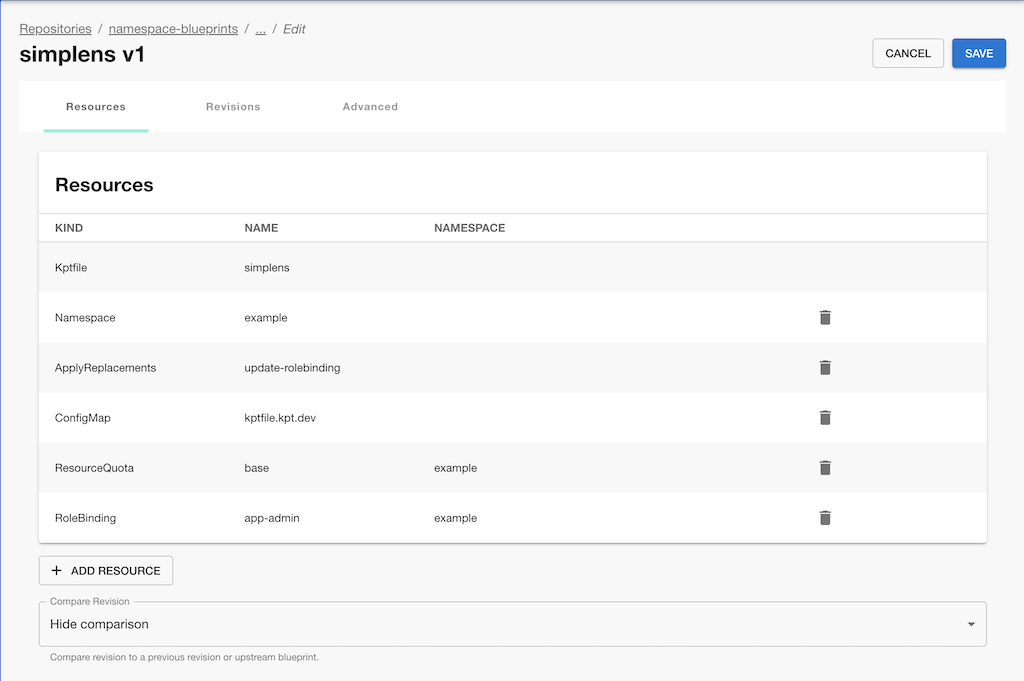 Repositories / namespace-blueprints / ... / Edit
simplens v1
CANCEL
SAVE
Resources Revisions Advanced
Resources
KIND NAME NAMESPACE
Kptfile simplens
Namespace example
ApplyReplacements update-rolebinding
ConfigMap kptfile.kpt.dev
ResourceQuota base example
RoleBinding app-admin example
+ ADD RESOURCE
Compare Revision
Hide comparison
Compare revision to a previous revision or upstream blueprint.